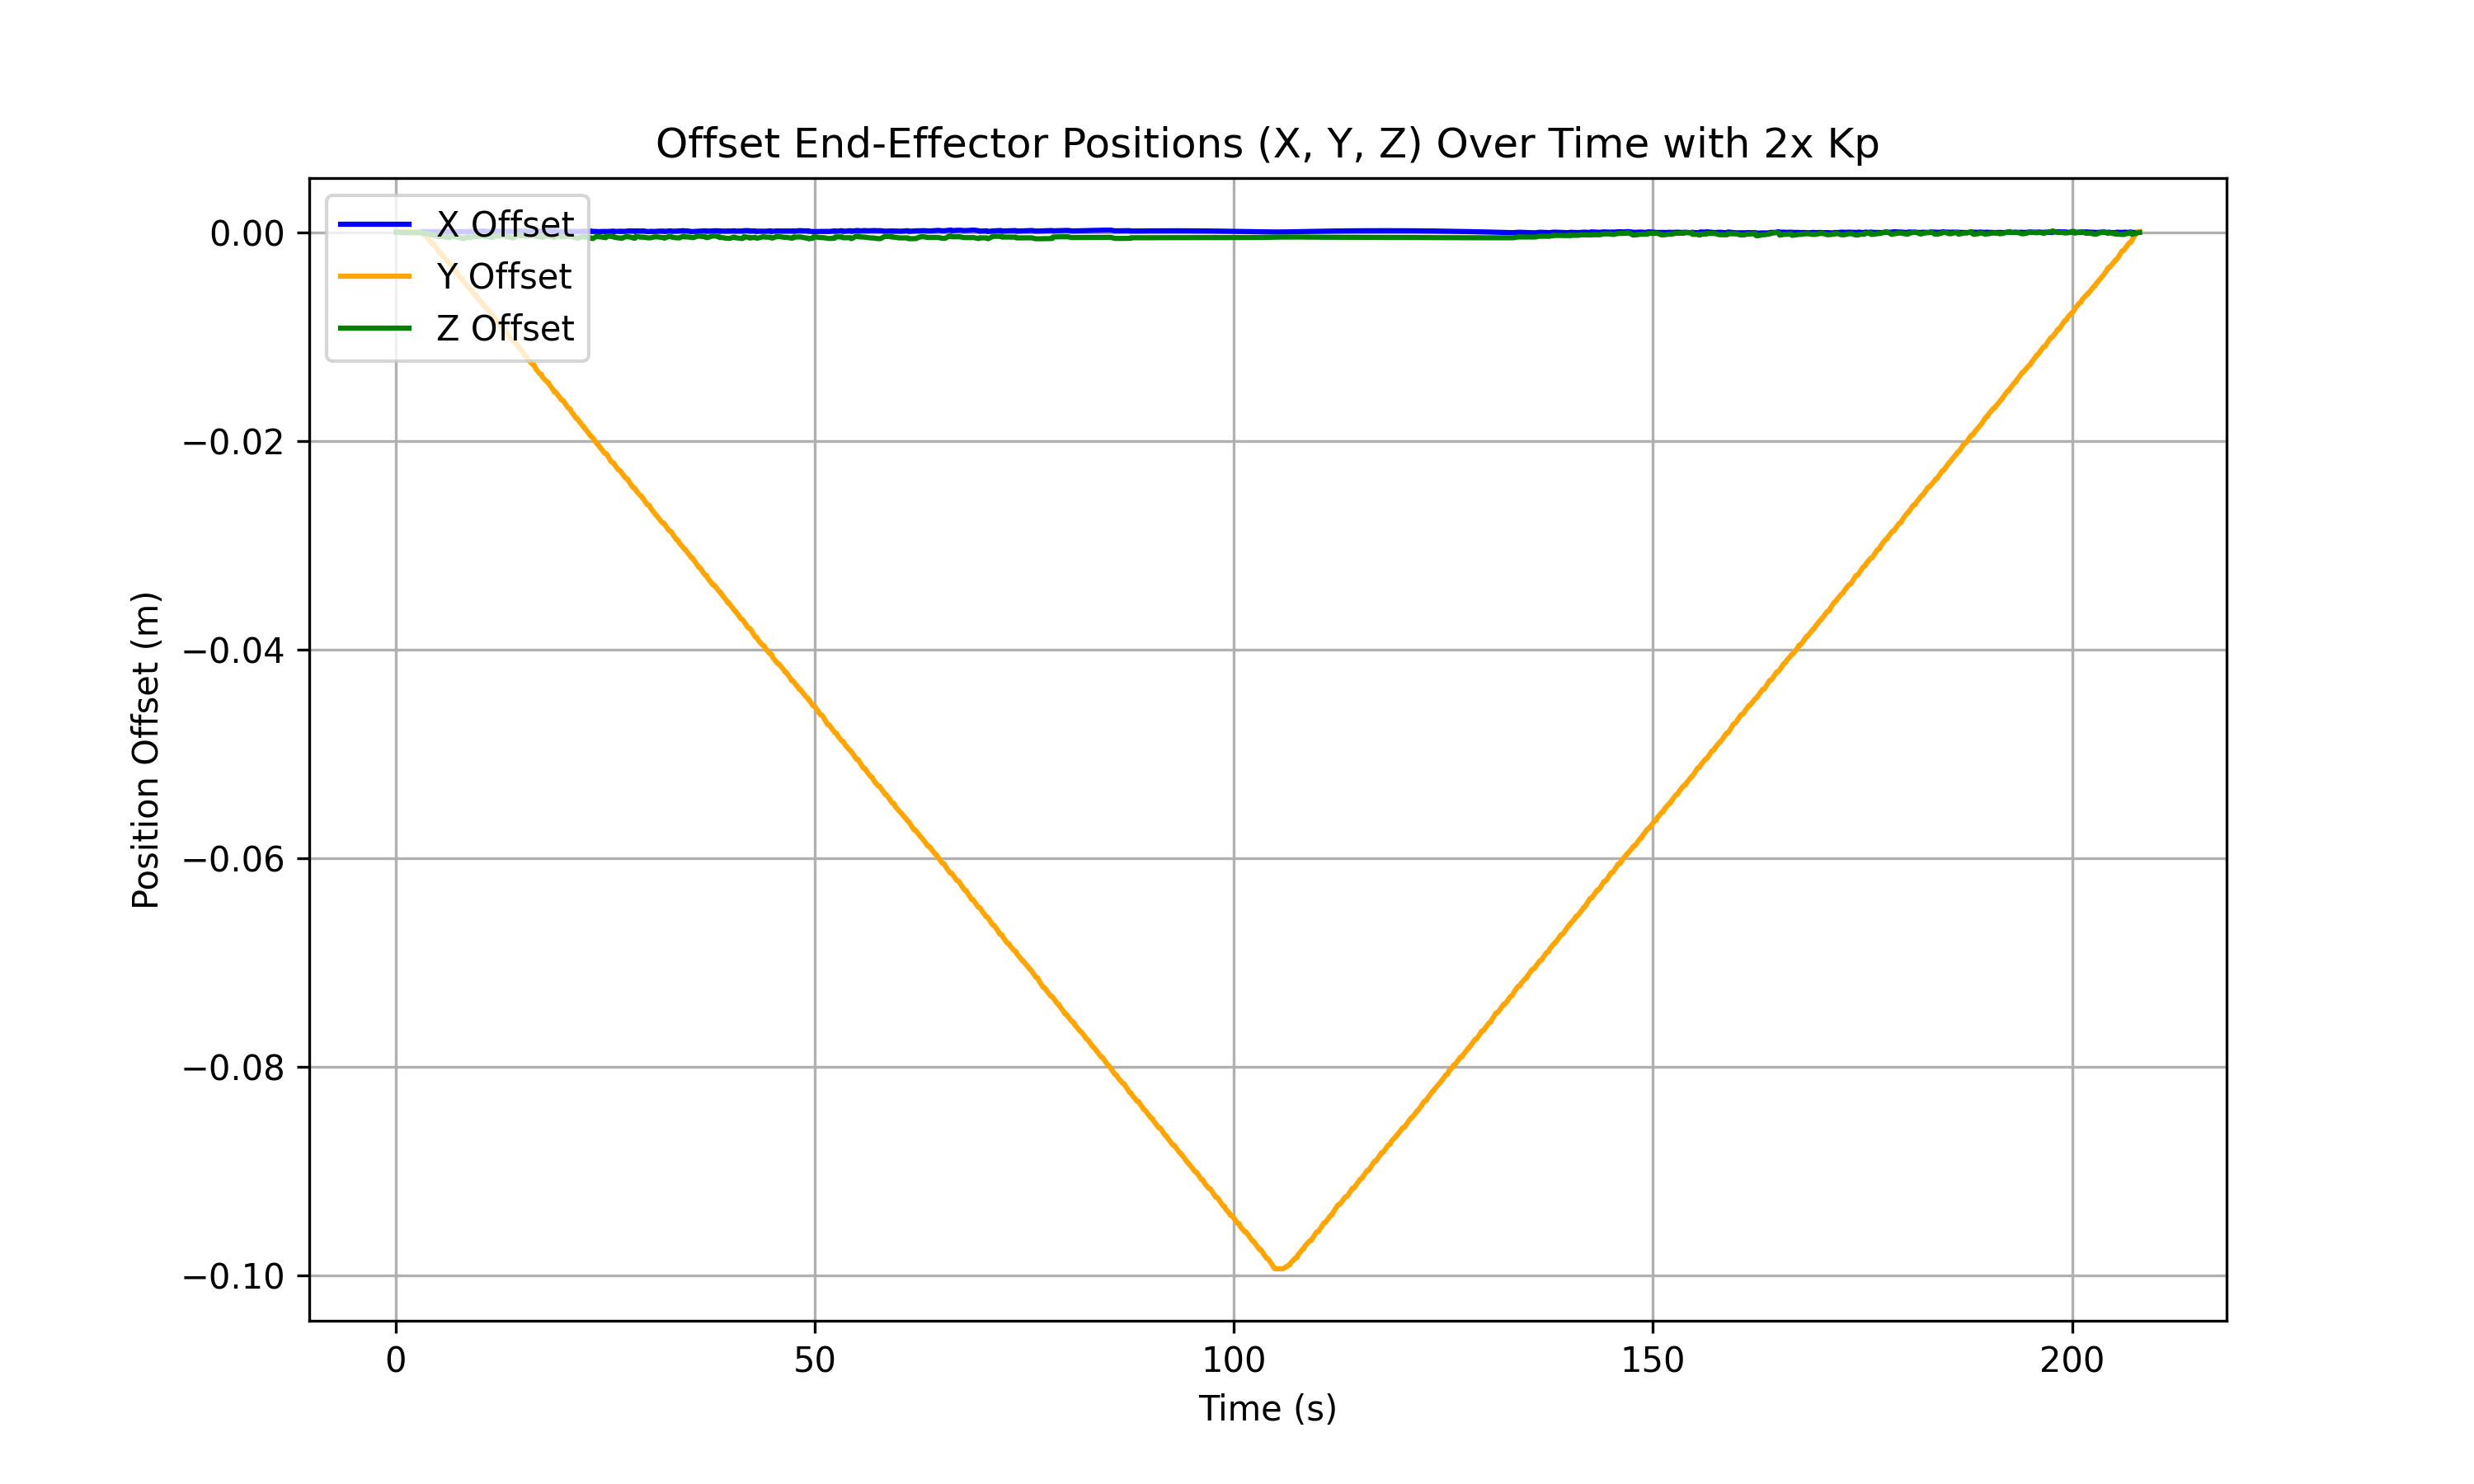 Offset End-Effector Positions (X, Y, Z) Over Time with 2x Kp
X Offset
Y Offset
Z Offset
0.00
−0.02
−0.04
−0.06
−0.08
−0.10
Position Offset (m)
0 50 100 150 200
Time (s)